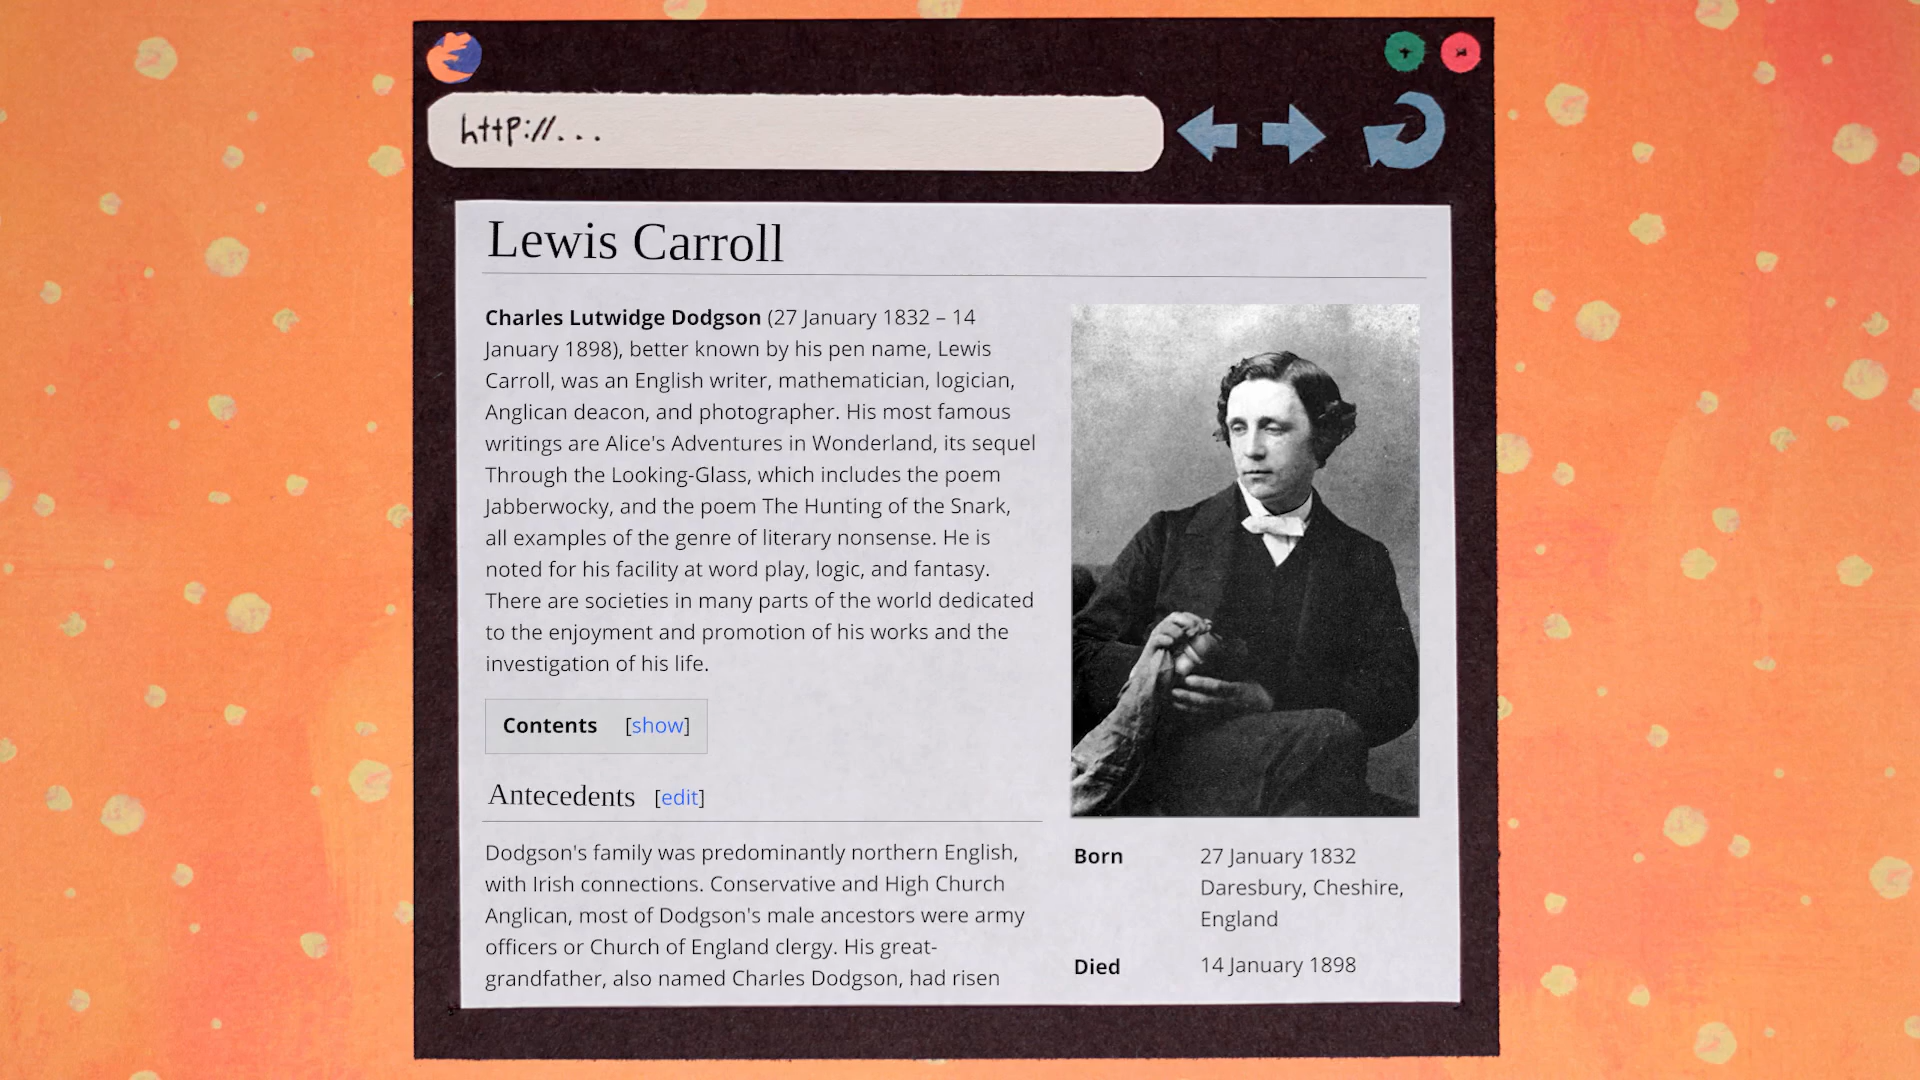 http://...
Lewis Carroll
Charles Lutwidge Dodgson (27 January 1832 – 14
January 1898), better known by his pen name, Lewis
Carroll, was an English writer, mathematician, logician,
Anglican deacon, and photographer. His most famous
writings are Alice's Adventures in Wonderland, its sequel
Through the Looking-Glass, which includes the poem
Jabberwocky, and the poem The Hunting of the Snark,
all examples of the genre of literary nonsense. He is
noted for his facility at word play, logic, and fantasy.
There are societies in many parts of the world dedicated
to the enjoyment and promotion of his works and the
investigation of his life.
Contents [show]
Antecedents [edit]
Dodgson's family was predominantly northern English,
with Irish connections. Conservative and High Church
Anglican, most of Dodgson's male ancestors were army
officers or Church of England clergy. His great-
grandfather, also named Charles Dodgson, had risen
Born 27 January 1832
Daresbury, Cheshire,
England
Died 14 January 1898